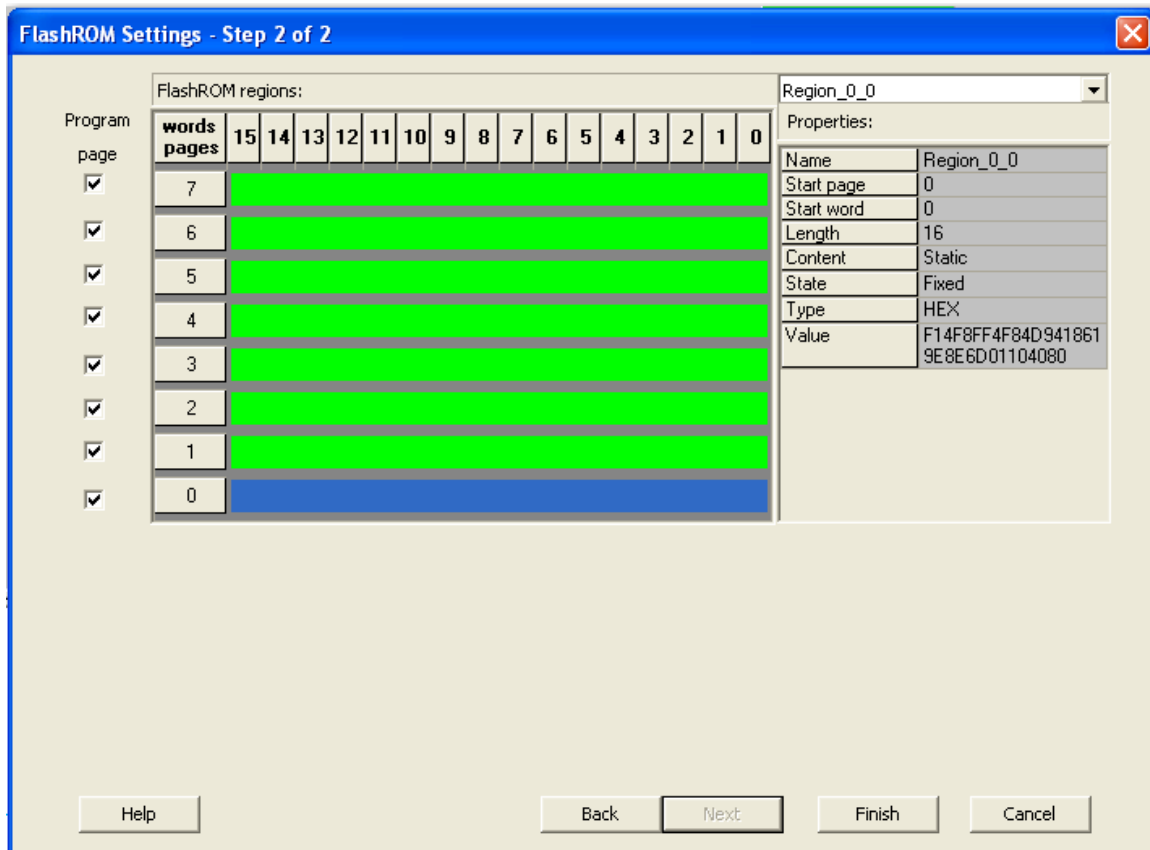 FlashROM Settings - Step 2 of 2
FlashROM regions:
Region_0_0
Program
page
words
pages
15 14 13 12 11 10 9 8 7 6 5 4 3 2 1 0
7
6
5
4
3
2
1
0
Properties:
Name Region_0_0
Start page 0
Start word 0
Length 16
Content Static
State Fixed
Type HEX
Value F14F8FF4F84D941861
9E8E6D01104080
Help Back Next Finish Cancel